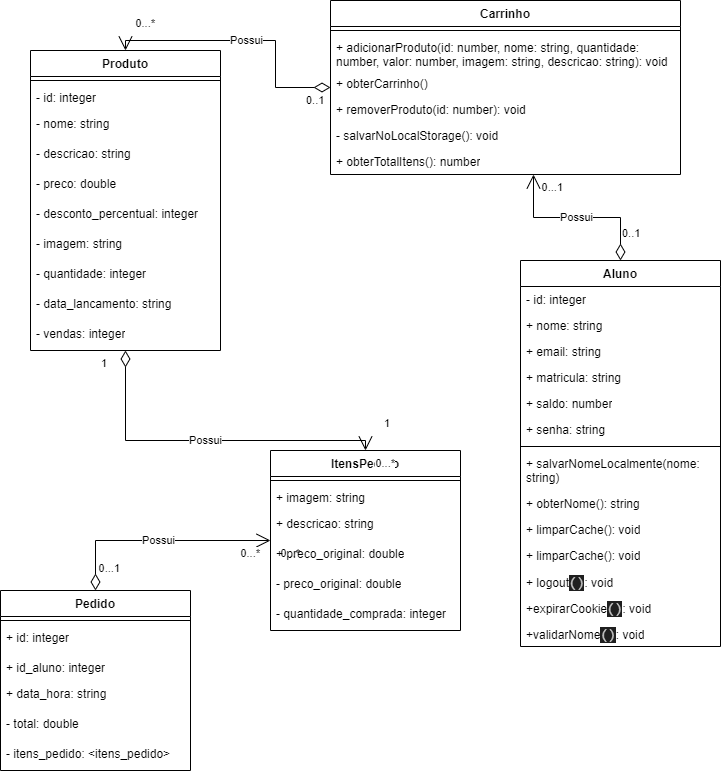 Carrinho
+ adicionarProduto(id: number, nome: string, quantidade:
number, valor: number, imagem: string, descricao: string): void
+ obterCarrinho()
+ removerProduto(id: number): void
- salvarNoLocalStorage(): void
+ obterTotalItens(): number
0...*
Possui
0..1
Produto
- id: integer
- nome: string
- descricao: string
- preco: double
- desconto_percentual: integer
- imagem: string
- quantidade: integer
- data_lancamento: string
- vendas: integer
0...1
Possui
0..1
Aluno
- id: integer
+ nome: string
+ email: string
+ matricula: string
+ saldo: number
+ senha: string
+ salvarNomeLocalmente(nome:
string)
+ obterNome(): string
+ limparCache(): void
+ limparCache(): void
+ logout(): void
+expirarCookie(): void
+validarNome(): void
1
Possui
1
0...*
+ imagem: string
+ descricao: string
+ preco_original: double
- preco_original: double
- quantidade_comprada: integer
Possui
0...*
0...1
Pedido
+ id: integer
+ id_aluno: integer
+ data_hora: string
- total: double
- itens_pedido: <itens_pedido>